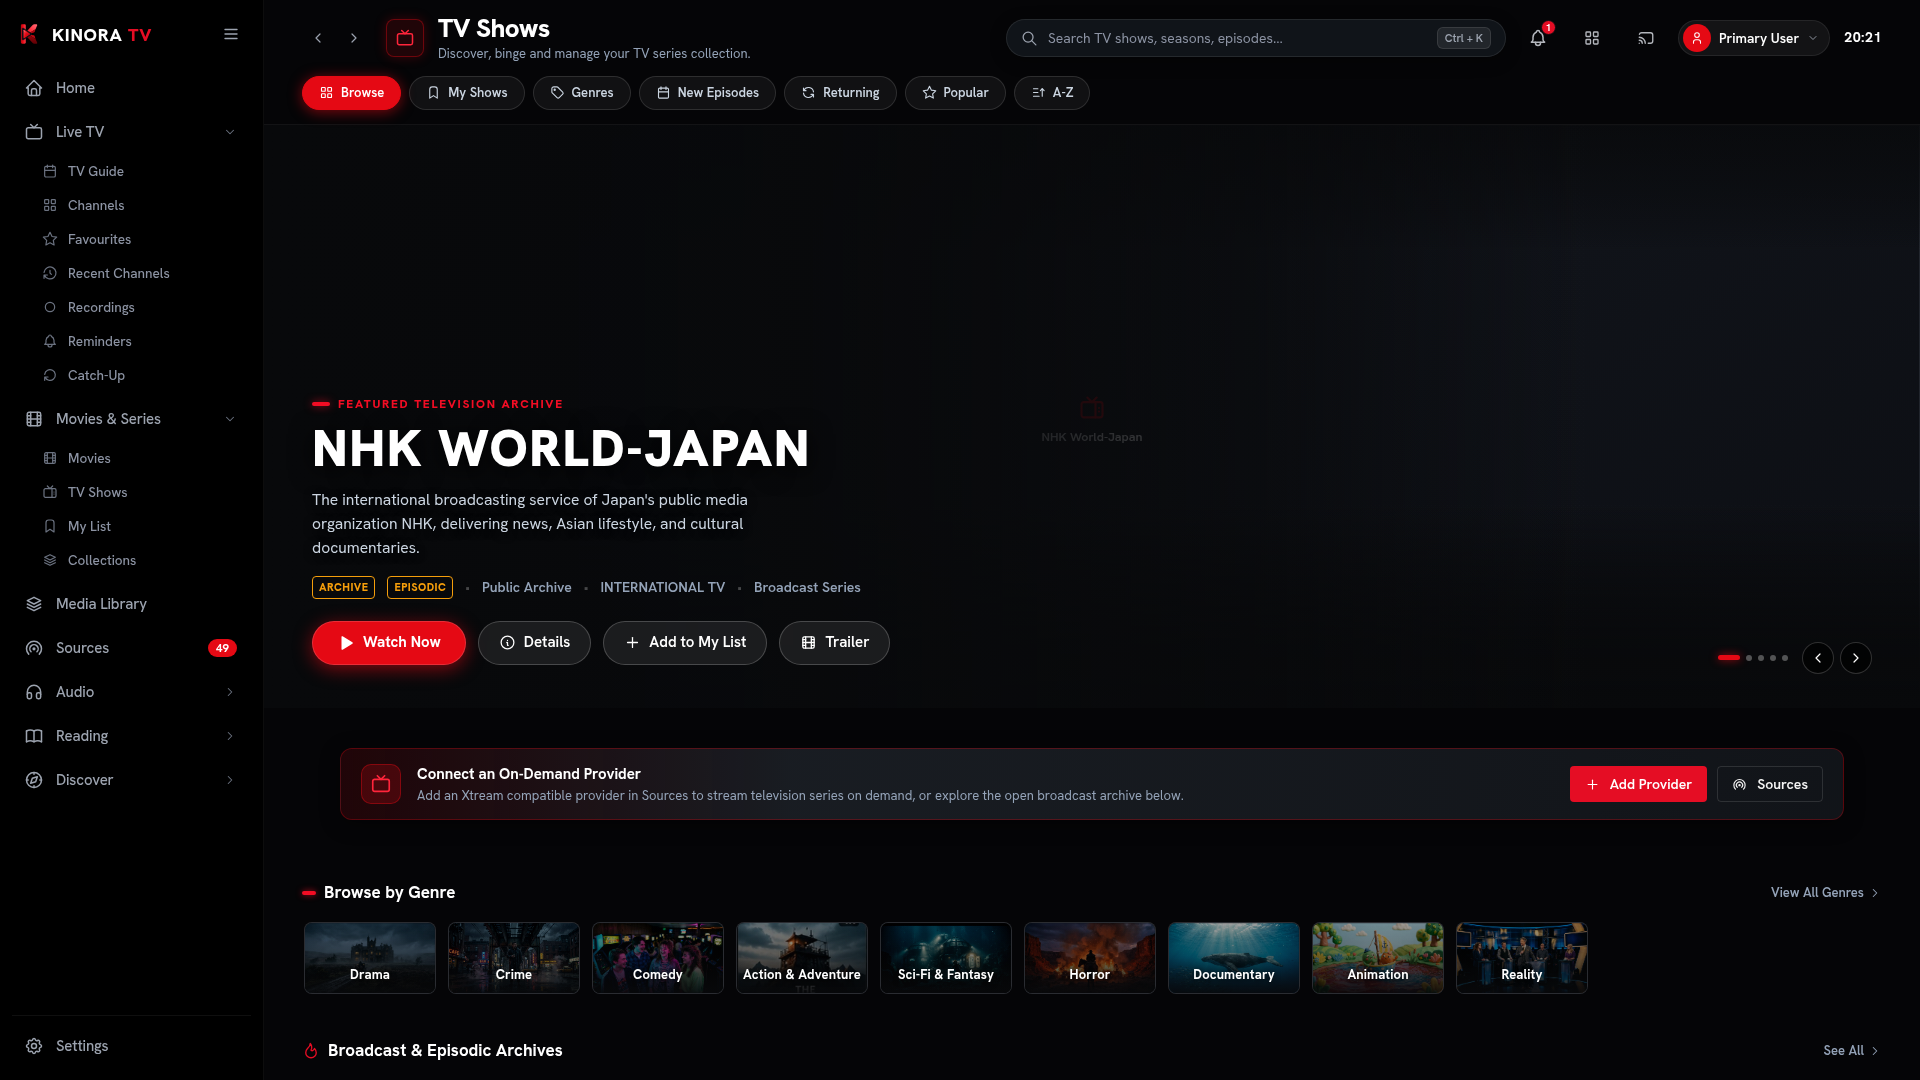 KINORA TV
Home
Live TV
TV Guide
Channels
Favourites
Recent Channels
Recordings
Reminders
Catch-Up
Movies & Series
Movies
TV Shows
My List
Collections
Media Library
Sources 49
Audio
Reading
Discover
Settings
TV Shows
Discover, binge and manage your TV series collection.
Search TV shows, seasons, episodes...
Ctrl + K
1
Primary User
20:21
Browse
My Shows
Genres
New Episodes
Returning
Popular
A-Z
FEATURED TELEVISION ARCHIVE
NHK WORLD-JAPAN
The international broadcasting service of Japan's public media
organization NHK, delivering news, Asian lifestyle, and cultural
documentaries.
NHK World-Japan
ARCHIVE EPISODIC • Public Archive • INTERNATIONAL TV • Broadcast Series
Watch Now
Details
Add to My List
Trailer
Connect an On-Demand Provider
Add an Xtream compatible provider in Sources to stream television series on demand, or explore the open broadcast archive below.
Add Provider
Sources
Browse by Genre
View All Genres
Drama
Crime
Comedy
Action & Adventure
THE
Sci-Fi & Fantasy
Horror
Documentary
Animation
Reality
Broadcast & Episodic Archives
See All